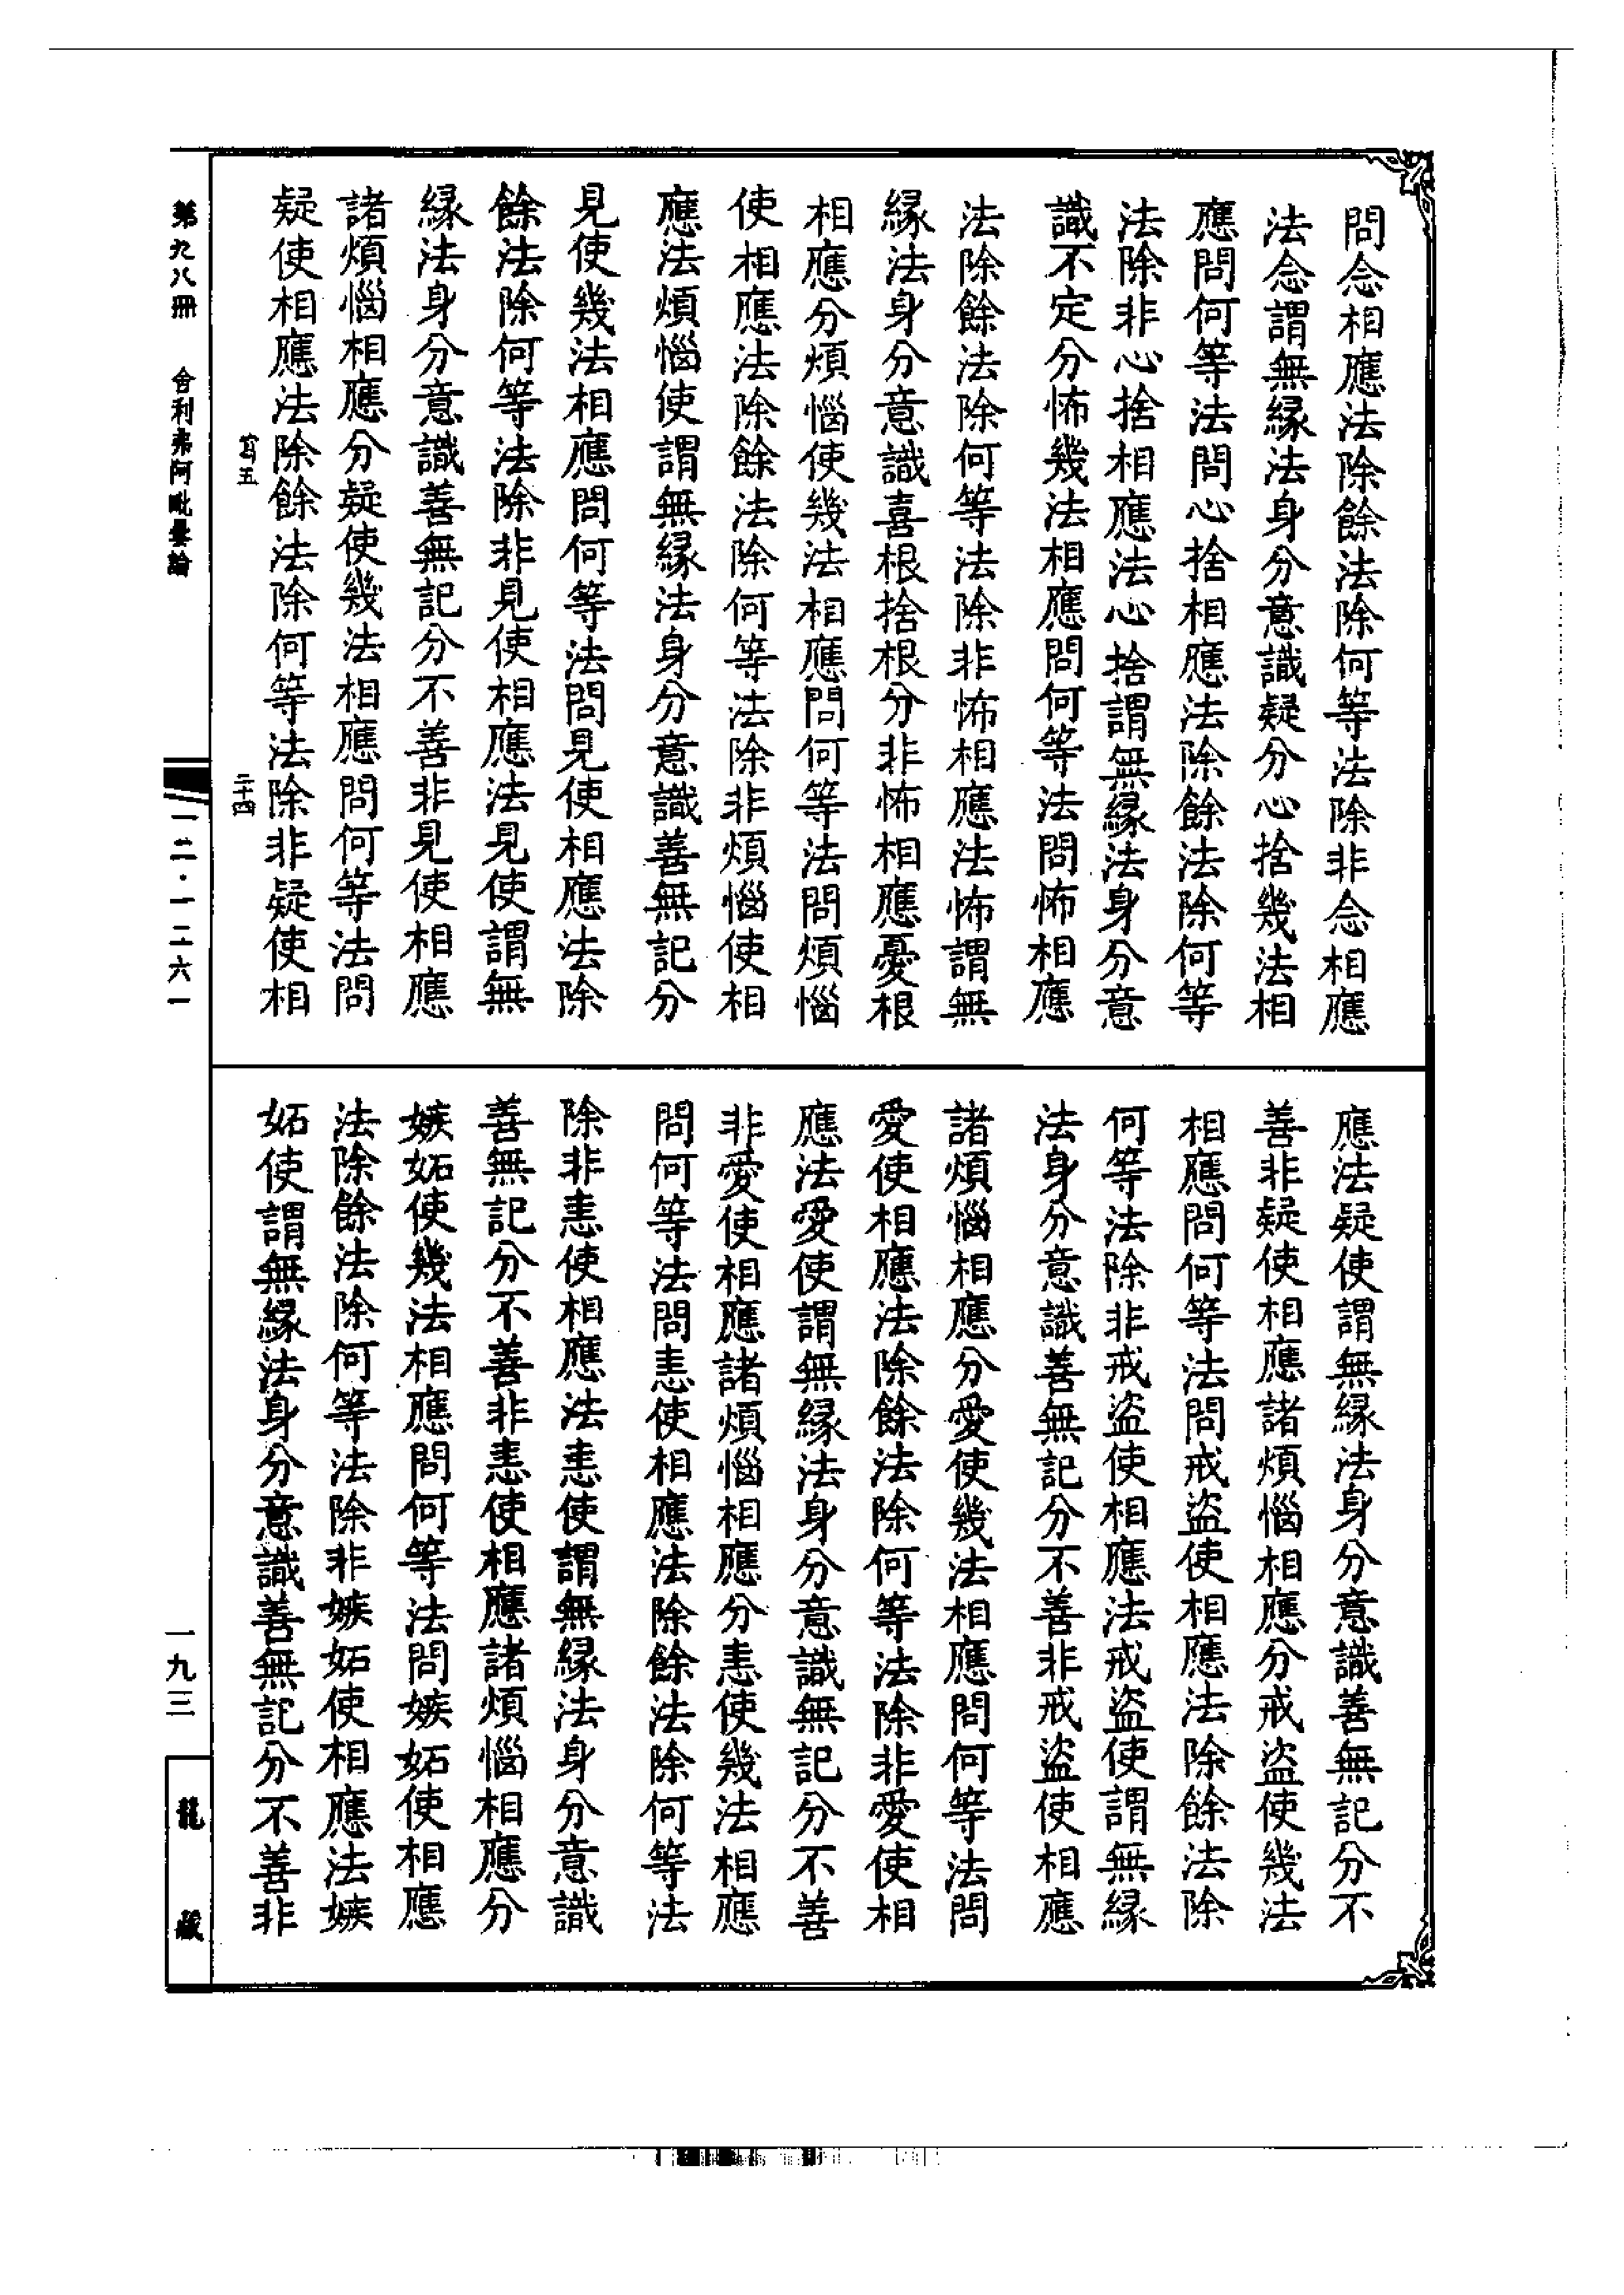 問念相應法除餘法除何等法除非念相應
法念謂無緣法身分意識疑分心捨幾法相
應問何等法問心捨相應法除餘法除何等
法除非心捨相應法心捨謂無緣法身分意
識不定分怖幾法相應問何等法問怖相應
法除餘法除何等法除非怖相應法怖謂無
緣法身分意識喜根捨根分非怖相應憂根
相應分煩惱使幾法相應問何等法問煩惱
使相應法除餘法除何等法除非煩惱使相
應法煩惱使謂無緣法身分意識善無記分
見使幾法相應問何等法問見使相應法除
餘法除何等法除非見使相應法見使謂無
緣法身分意識善無記分不善非見使相應
諸煩惱相應分疑使幾法相應問何等法問
疑使相應法除餘法除何等法除非疑使相
應法疑使謂無緣法身分意識善無記分不
善非疑使相應諸煩惱相應分戒盜使幾法
相應問何等法問戒盜使相應法除餘法除
何等法除非戒盜使相應法戒盜使謂無緣
法身分意識善無記分不善非戒盜使相應
諸煩惱相應分愛使幾法相應問何等法問
愛使相應法除餘法除何等法除非愛使相
應法愛使謂無緣法身分意識無記分不善
非愛使相應諸煩惱相應分恚使幾法相應
問何等法問恚使相應法除餘法除何等法
除非恚使相應法恚使謂無緣法身分意識
善無記分不善非恚使相應諸煩惱相應分
嫉妬使幾法相應問何等法問嫉妬使相應
法除餘法除何等法除非嫉妬使相應法嫉
妬使謂無緣法身分意識善無記分不善非
二十四
第九八冊 舍利弗阿毗曇論
一二·一二六一
一九三
龍藏